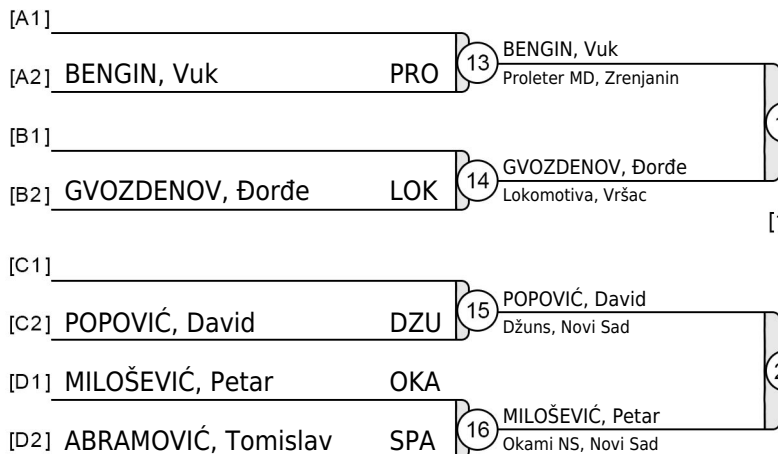 [A1]
[A2] BENGIN, Vuk PRO
13
BENGIN, Vuk
Proleter MD, Zrenjanin
[B1]
[B2] GVOZDENOV, Đorđe LOK
14
GVOZDENOV, Đorđe
Lokomotiva, Vršac
[C1]
[C2] POPOVIĆ, David DZU
15
POPOVIĆ, David
Džuns, Novi Sad
[D1] MILOŠEVIĆ, Petar OKA
[D2] ABRAMOVIĆ, Tomislav SPA
16
MILOŠEVIĆ, Petar
Okami NS, Novi Sad